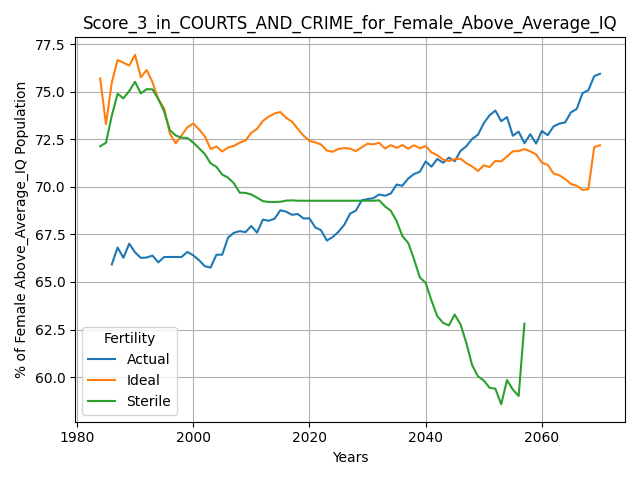 Score_3_in_COURTS_AND_CRIME_for_Female_Above_Average_IQ
% of Female Above_Average_IQ Population
77.5
75.0
72.5
70.0
67.5
65.0
62.5
60.0
Fertility
Actual
Ideal
Sterile
1980
2000
2020
2040
2060
Years